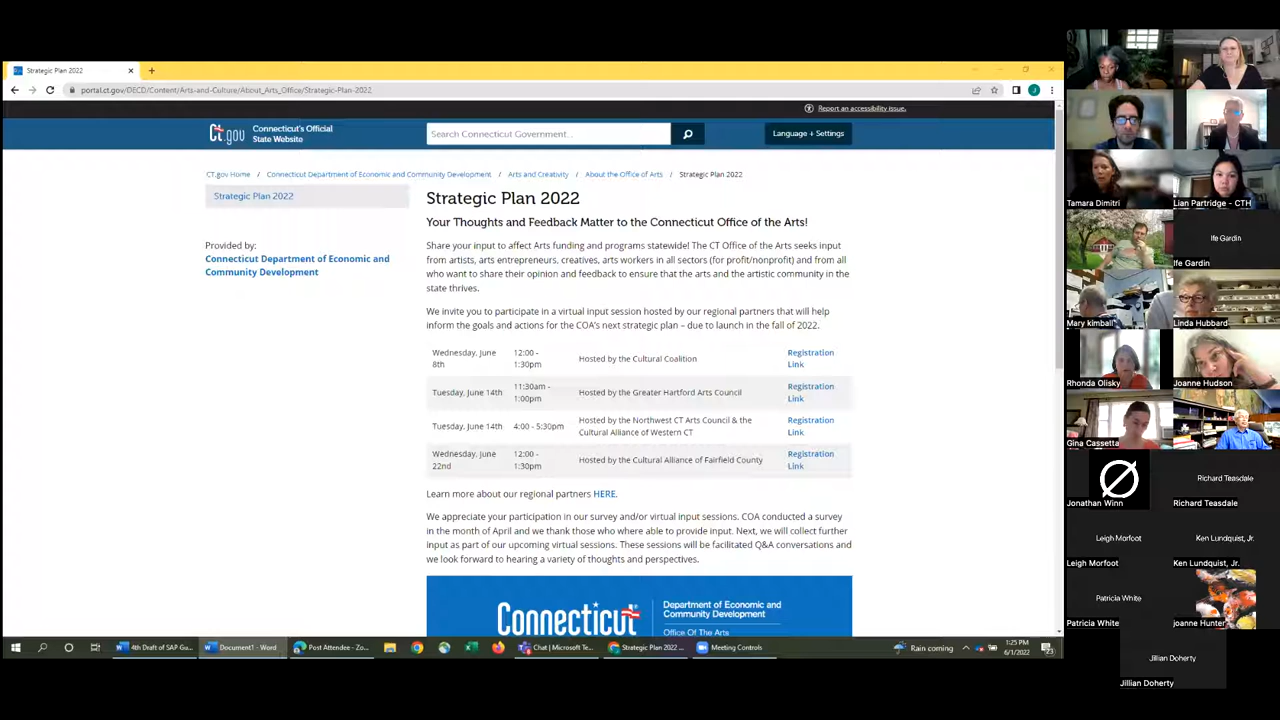 Strategic Plan 2022
portal.ct.gov/DECD/Content/Arts-and-Culture/About_Arts_Office/Strategic-Plan-2022
J
Report an accessibility issue.
ct.gov
Connecticut's Official
State Website
Search Connecticut Government...
Language + Settings
CT.gov Home / Connecticut Department of Economic and Community Development / Arts and Creativity / About the Office of Arts / Strategic Plan 2022
Strategic Plan 2022
Provided by:
Connecticut Department of Economic and
Community Development
Strategic Plan 2022
Your Thoughts and Feedback Matter to the Connecticut Office of the Arts!
Share your input to affect Arts funding and programs statewide! The CT Office of the Arts seeks input
from artists, arts entrepreneurs, creatives, arts workers in all sectors (for profit/nonprofit) and from all
who want to share their opinion and feedback to ensure that the arts and the artistic community in the
state thrives.
We invite you to participate in a virtual input session hosted by our regional partners that will help
inform the goals and actions for the COA's next strategic plan – due to launch in the fall of 2022.
Wednesday, June 8th 12:00 - 1:30pm Hosted by the Cultural Coalition Registration Link
Tuesday, June 14th 11:30am - 1:00pm Hosted by the Greater Hartford Arts Council Registration Link
Tuesday, June 14th 4:00 - 5:30pm Hosted by the Northwest CT Arts Council & the Cultural Alliance of Western CT Registration Link
Wednesday, June 22nd 12:00 - 1:30pm Hosted by the Cultural Alliance of Fairfield County Registration Link
Learn more about our regional partners HERE.
We appreciate your participation in our survey and/or virtual input sessions. COA conducted a survey
in the month of April and we thank those who where able to provide input. Next, we will collect further
input as part of our upcoming virtual sessions. These sessions will be facilitated Q&A conversations and
we look forward to hearing a variety of thoughts and perspectives.
Connecticut
Department of Economic and
Community Development
Office Of the Arts
4th Draft of SAP-Gu...
Document1 - Word
Post Attendee - Zo...
Chat | Microsoft Te...
Strategic Plan 2022 ...
Meeting Controls
Rain coming
1:25 PM
6/1/2022
23
Tamara Dimitri
Lian Partridge - CTH
Ife Gardin
Ife Gardin
Mary kimball
Linda Hubbard
Rhonda Olisky
Joanne Hudson
Gina Cassetta
Jonathan Winn
Richard Teasdale
Richard Teasdale
Leigh Morfoot
Leigh Morfoot
Ken Lundquist, Jr.
Ken Lundquist, Jr.
Patricia White
Patricia White
joanne Hunter
Jillian Doherty
Jillian Doherty